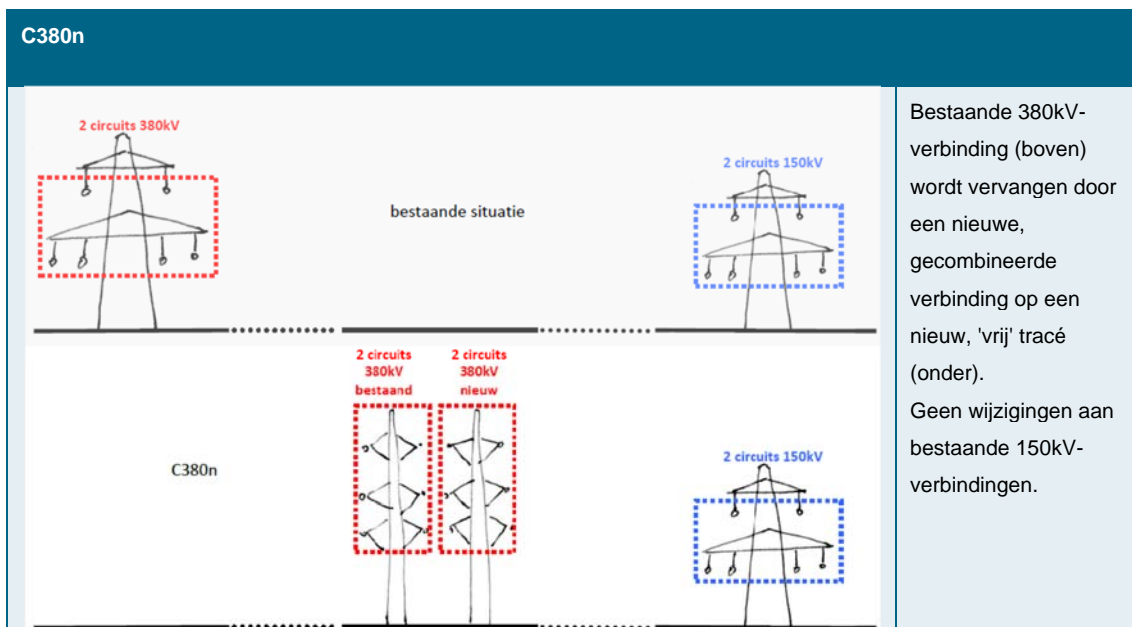 C380n
2 circuits 380kV
2 circuits 150kV
bestaande situatie
2 circuits
380kV
bestaand
2 circuits
380kV
nieuw
C380n
2 circuits 150kV
Bestaande 380kV-
verbinding (boven)
wordt vervangen door
een nieuwe,
gecombineerde
verbinding op een
nieuw, 'vrij' tracé
(onder).
Geen wijzigingen aan
bestaande 150kV-
verbindingen.